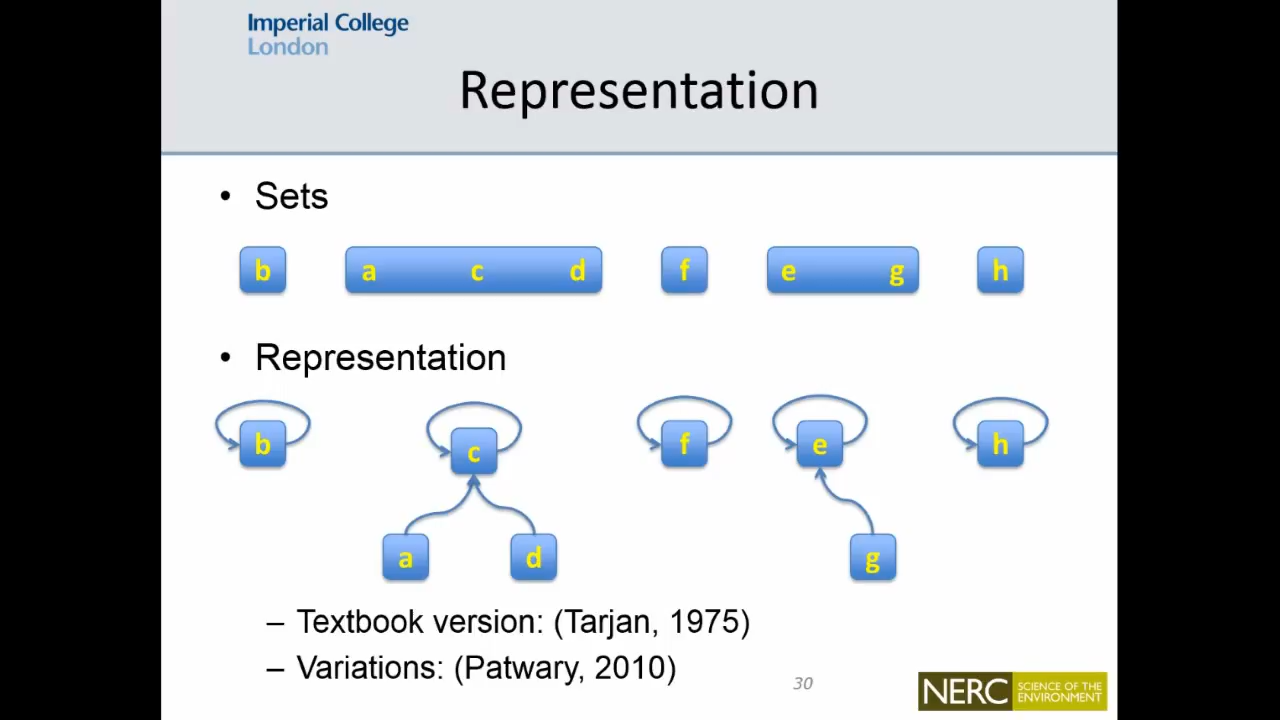 Imperial College
London
Representation
• Sets
b a c d f e g h
• Representation
b c f e h
a d g
– Textbook version: (Tarjan, 1975)
– Variations: (Patwary, 2010)
30
NERC SCIENCE OF THE
ENVIRONMENT